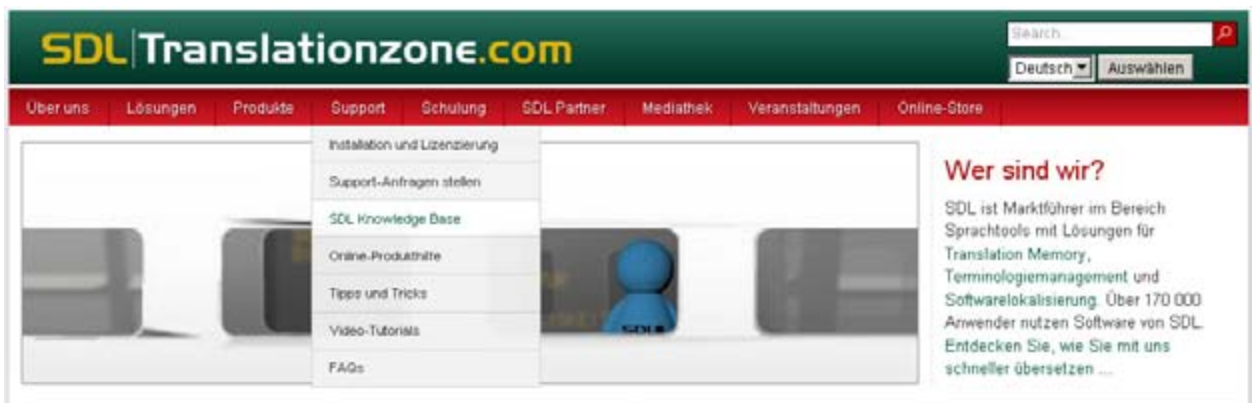 SDL Translationzone.com
Search...
Deutsch Auswählen
Über uns Lösungen Produkte Support Schulung SDL Partner Mediathek Veranstaltungen Online-Store
Installation und Lizenzierung
Support-Anfragen stellen
SDL Knowledge Base
Online-Produkthilfe
Tipps und Tricks
Video-Tutorials
FAQs
SDL
Wer sind wir?
SDL ist Marktführer im Bereich
Sprachtools mit Lösungen für
Translation Memory,
Terminologiemanagement und
Softwarelokalisierung. Über 170 000
Anwender nutzen Software von SDL.
Entdecken Sie, wie Sie mit uns
schneller übersetzen ...